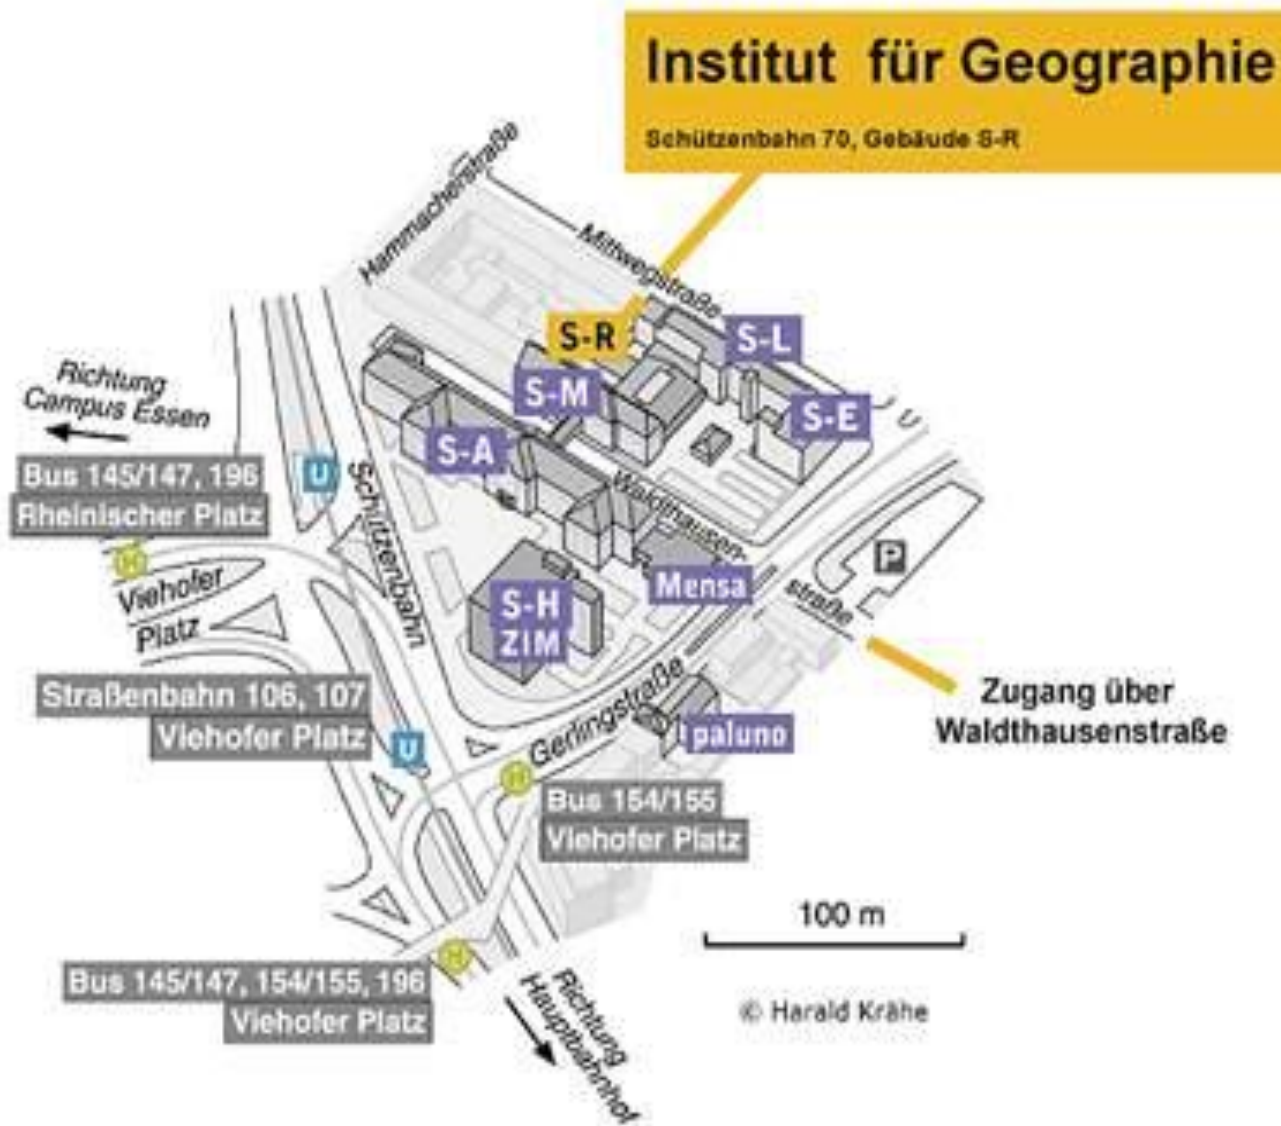 Institut für Geographie
Schützenbahn 70, Gebäude S-R
Hammacherstraße
Mittwegstraße
S-R
S-L
S-M
S-E
S-A
Richtung
Campus Essen
Bus 145/147, 196
Rheinischer Platz
U
Schützenbahn
Waldthausen-
straße
P
H
Viehofer
Platz
S-H
ZIM
Mensa
Straßenbahn 106, 107
Viehofer Platz
U
Gerlingstraße
paluno
Zugang über
Waldthausenstraße
H
Bus 154/155
Viehofer Platz
100 m
H
Bus 145/147, 154/155, 196
Viehofer Platz
Richtung
Hauptbahnhof
© Harald Krähe